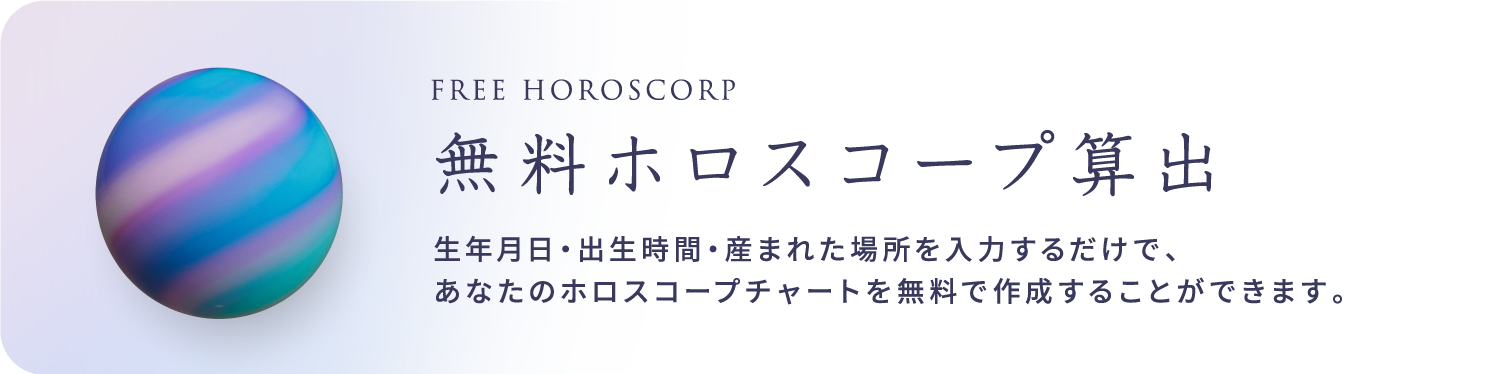 FREE HOROSCORP
無料ホロスコープ算出
生年月日・出生時間・産まれた場所を入力するだけで、
あなたのホロスコープチャートを無料で作成することができます。